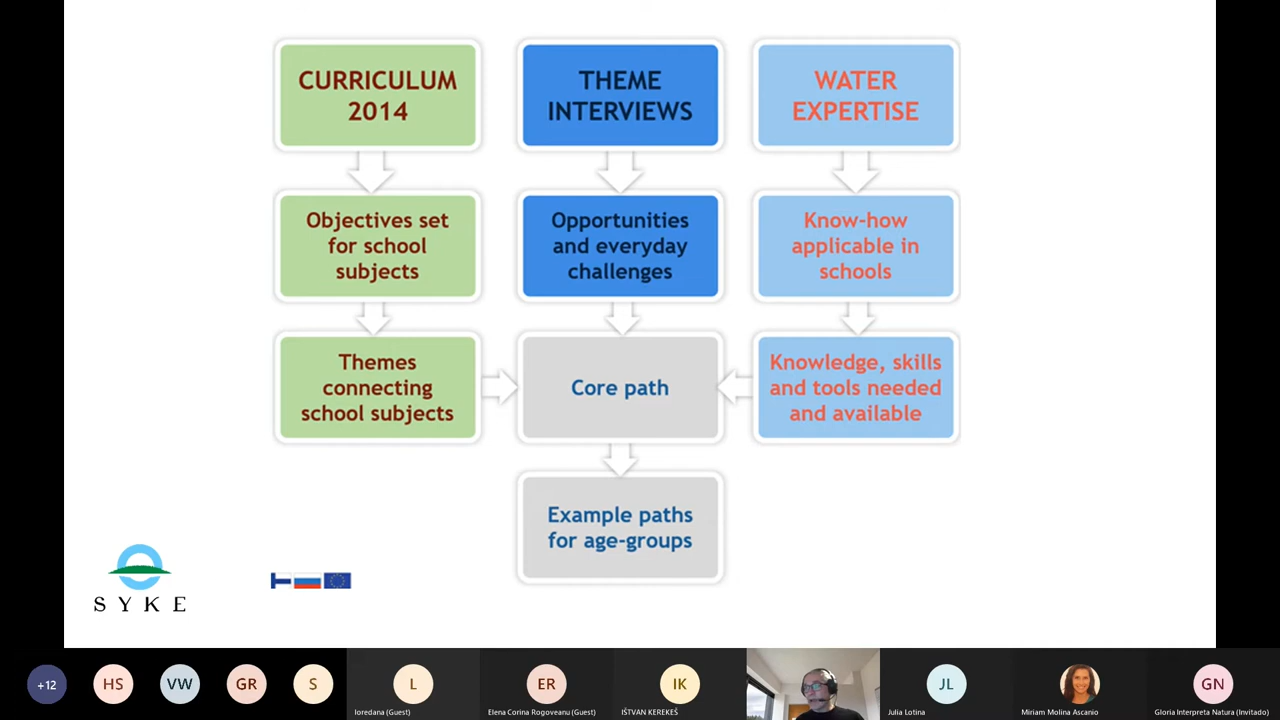 CURRICULUM
2014
THEME
INTERVIEWS
WATER
EXPERTISE
Objectives set
for school
subjects
Opportunities
and everyday
challenges
Know-how
applicable in
schools
Themes
connecting
school subjects
Core path
Knowledge, skills
and tools needed
and available
Example paths
for age-groups
SYKE
+12
HS
VW
GR
S
L
ER
IK
JL
GN
loredana (Guest)
Elena Corina Rogoveanu (Guest)
IŠTVAN KEREKEŠ
Julia Lotina
Miriam Molina Ascanio
Gloria Interpreta Natura (Invitado)